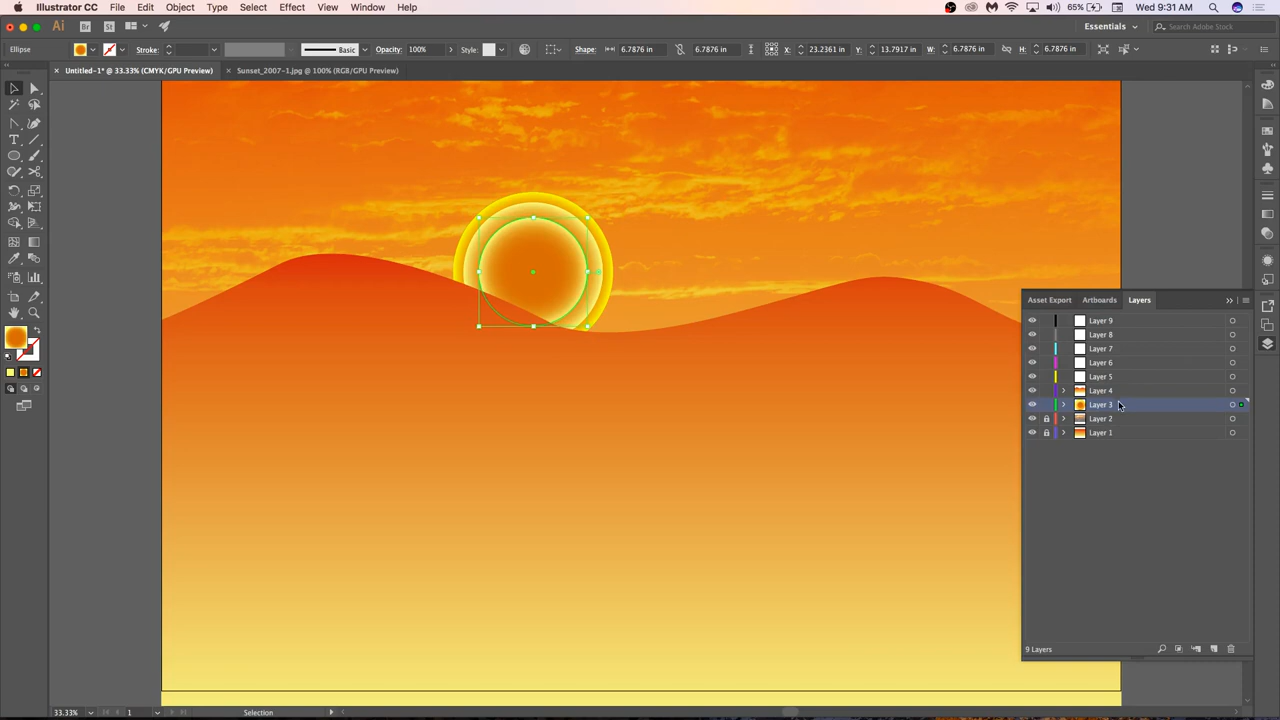 Illustrator CC File Edit Object Type Select Effect View Window Help 65% Wed 9:31 AM
Ai Br St Essentials Search Adobe Stock
Ellipse Stroke: Basic Opacity: 100% Style: Shape: 6.7876 in 6.7876 in X: 23.2361 in Y: 13.7917 in W: 6.7876 in H: 6.7876 in
× Untitled-1* @ 33.33% (CMYK/GPU Preview) × Sunset_2007-1.jpg @ 100% (RGB/GPU Preview)
Asset Export Artboards Layers
Layer 9
Layer 8
Layer 7
Layer 6
Layer 5
Layer 4
Layer 3
Layer 2
Layer 1
9 Layers
33.33% 1 Selection